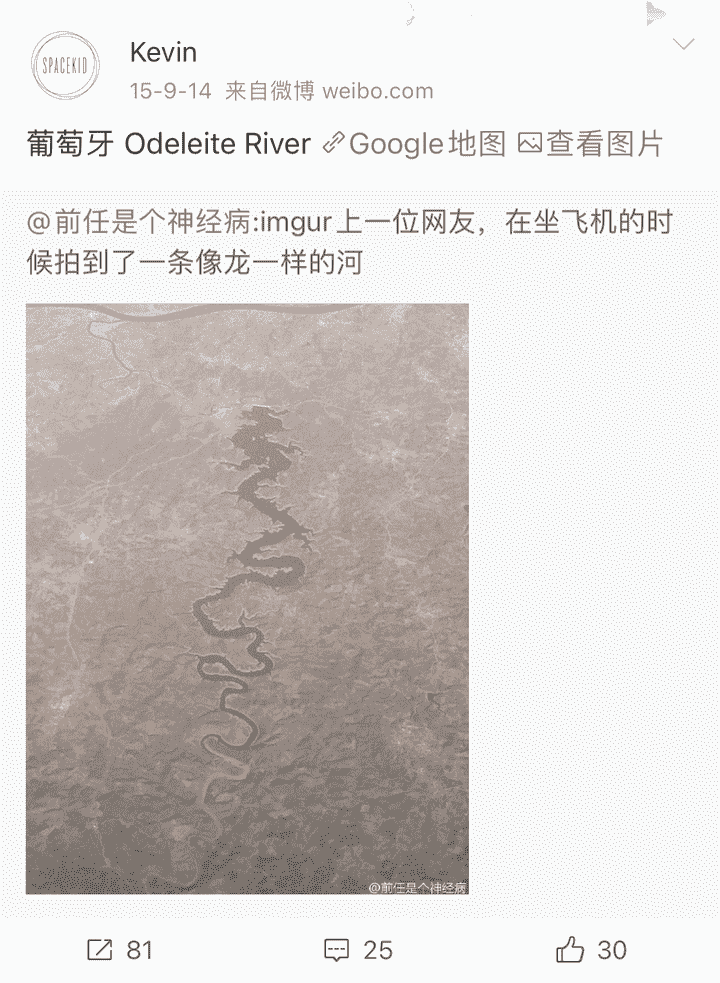 SPACEKID
Kevin
15-9-14 来自微博 weibo.com
葡萄牙 Odeleite River Google地图 查看图片
@前任是个神经病:imgur上一位网友，在坐飞机的时
候拍到了一条像龙一样的河
@前任是个神经病
81 25 30